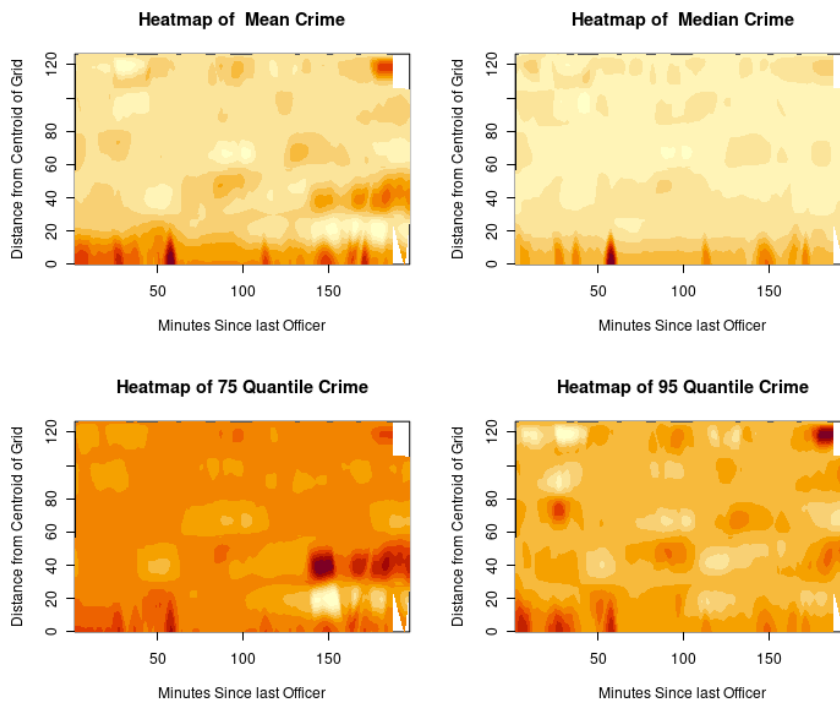 Heatmap of  Mean Crime
Distance from Centroid of Grid
0 20 40 60 80 120
50 100 150
Minutes Since last Officer
Heatmap of  Median Crime
Distance from Centroid of Grid
0 20 40 60 80 120
50 100 150
Minutes Since last Officer
Heatmap of 75 Quantile Crime
Distance from Centroid of Grid
0 20 40 60 80 120
50 100 150
Minutes Since last Officer
Heatmap of 95 Quantile Crime
Distance from Centroid of Grid
0 20 40 60 80 120
50 100 150
Minutes Since last Officer